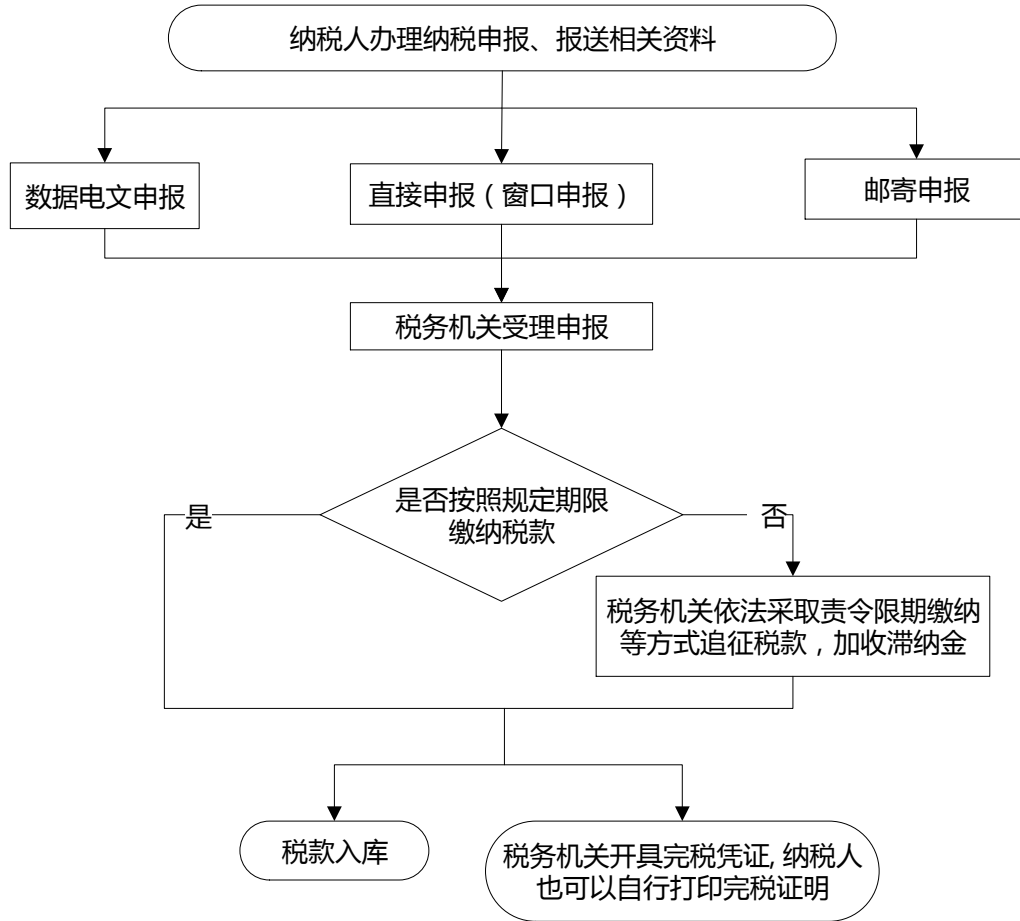 纳税人办理纳税申报、报送相关资料
数据电文申报
直接申报（窗口申报）
邮寄申报
税务机关受理申报
是否按照规定期限
缴纳税款
是
否
税务机关依法采取责令限期缴纳
等方式追征税款，加收滞纳金
税款入库
税务机关开具完税凭证, 纳税人
也可以自行打印完税证明